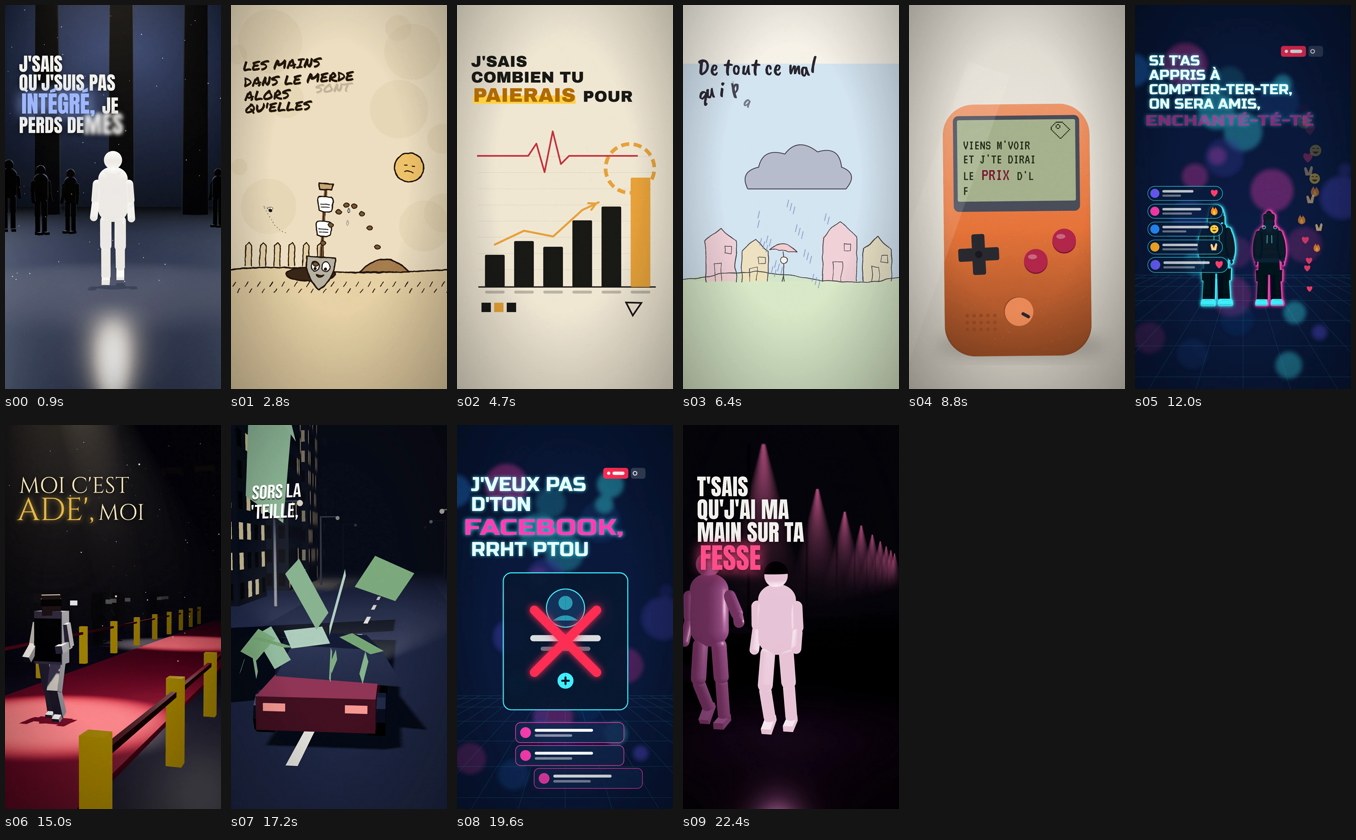 J'SAIS
QU'J'SUIS PAS
INTÉGRE, JE
PERDS DE MES
s00 0.9s
LES MAINS
DANS LE MERDE
ALORS SONT
QU'ELLES
s01 2.8s
J'SAIS
COMBIEN TU
PAIERAIS POUR
s02 4.7s
De tout ce mal
qui p a
s03 6.4s
VIENS M'VOIR
ET J'TE DIRAI
LE PRIX D'L
F
s04 8.8s
SI T'AS
APPRIS À
COMPTER-TER-TER,
ON SERA AMIS,
ENCHANTÉ-TÉ-TÉ
s05 12.0s
MOI C'EST
ADE', MOI
s06 15.0s
SORS LA
'TEILLE,
s07 17.2s
J'VEUX PAS
D'TON
FACEBOOK,
RRHT PTOU
s08 19.6s
T'SAIS
QU'J'AI MA
MAIN SUR TA
FESSE
s09 22.4s